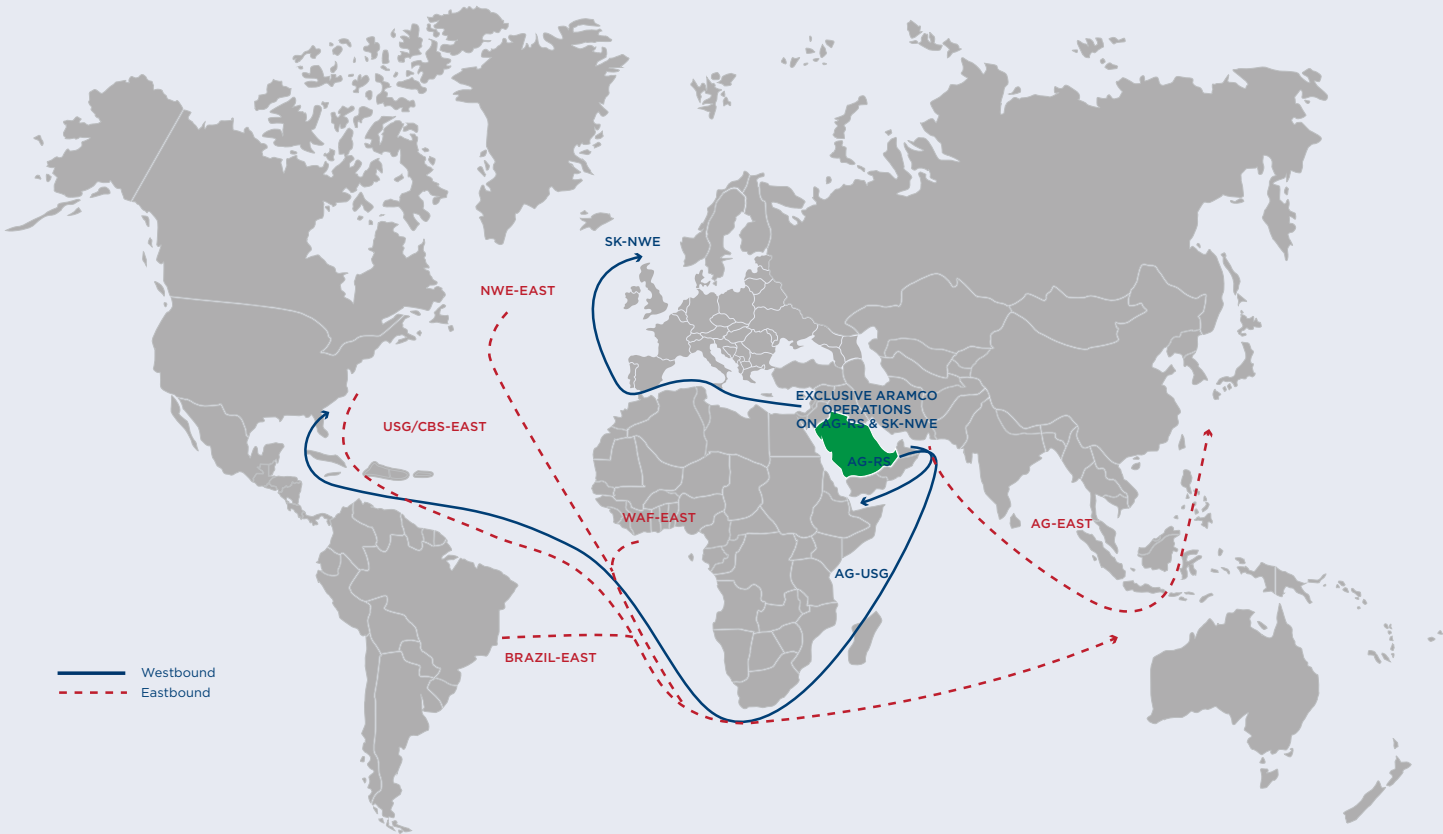 SK-NWE
NWE-EAST
EXCLUSIVE ARAMCO
OPERATIONS
ON AG-RS & SK-NWE
USG/CBS-EAST
AG-RS
WAF-EAST
AG-EAST
AG-USG
BRAZIL-EAST
Westbound
Eastbound